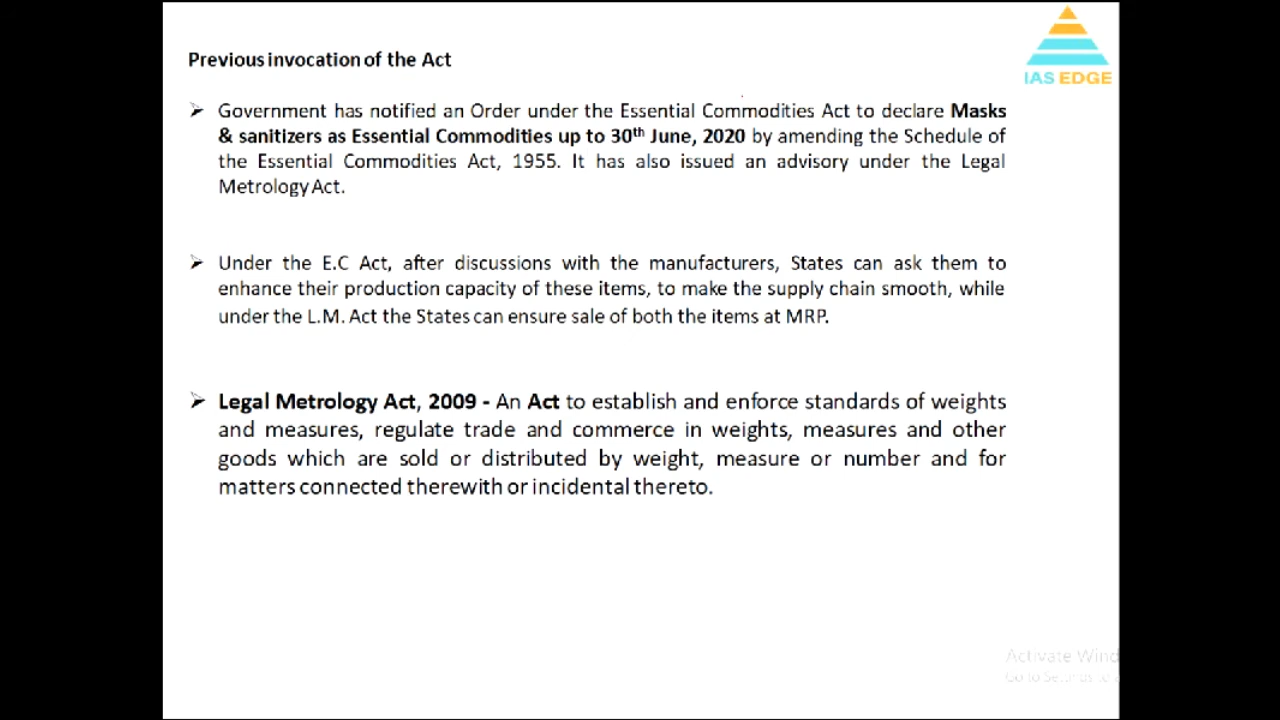 IAS EDGE
Previous invocation of the Act
➢ Government has notified an Order under the Essential Commodities Act to declare Masks
& sanitizers as Essential Commodities up to 30th June, 2020 by amending the Schedule of
the Essential Commodities Act, 1955. It has also issued an advisory under the Legal
Metrology Act.
➢ Under the E.C Act, after discussions with the manufacturers, States can ask them to
enhance their production capacity of these items, to make the supply chain smooth, while
under the L.M. Act the States can ensure sale of both the items at MRP.
➢ Legal Metrology Act, 2009 - An Act to establish and enforce standards of weights
and measures, regulate trade and commerce in weights, measures and other
goods which are sold or distributed by weight, measure or number and for
matters connected therewith or incidental thereto.
Activate Wind
Go to Settings to